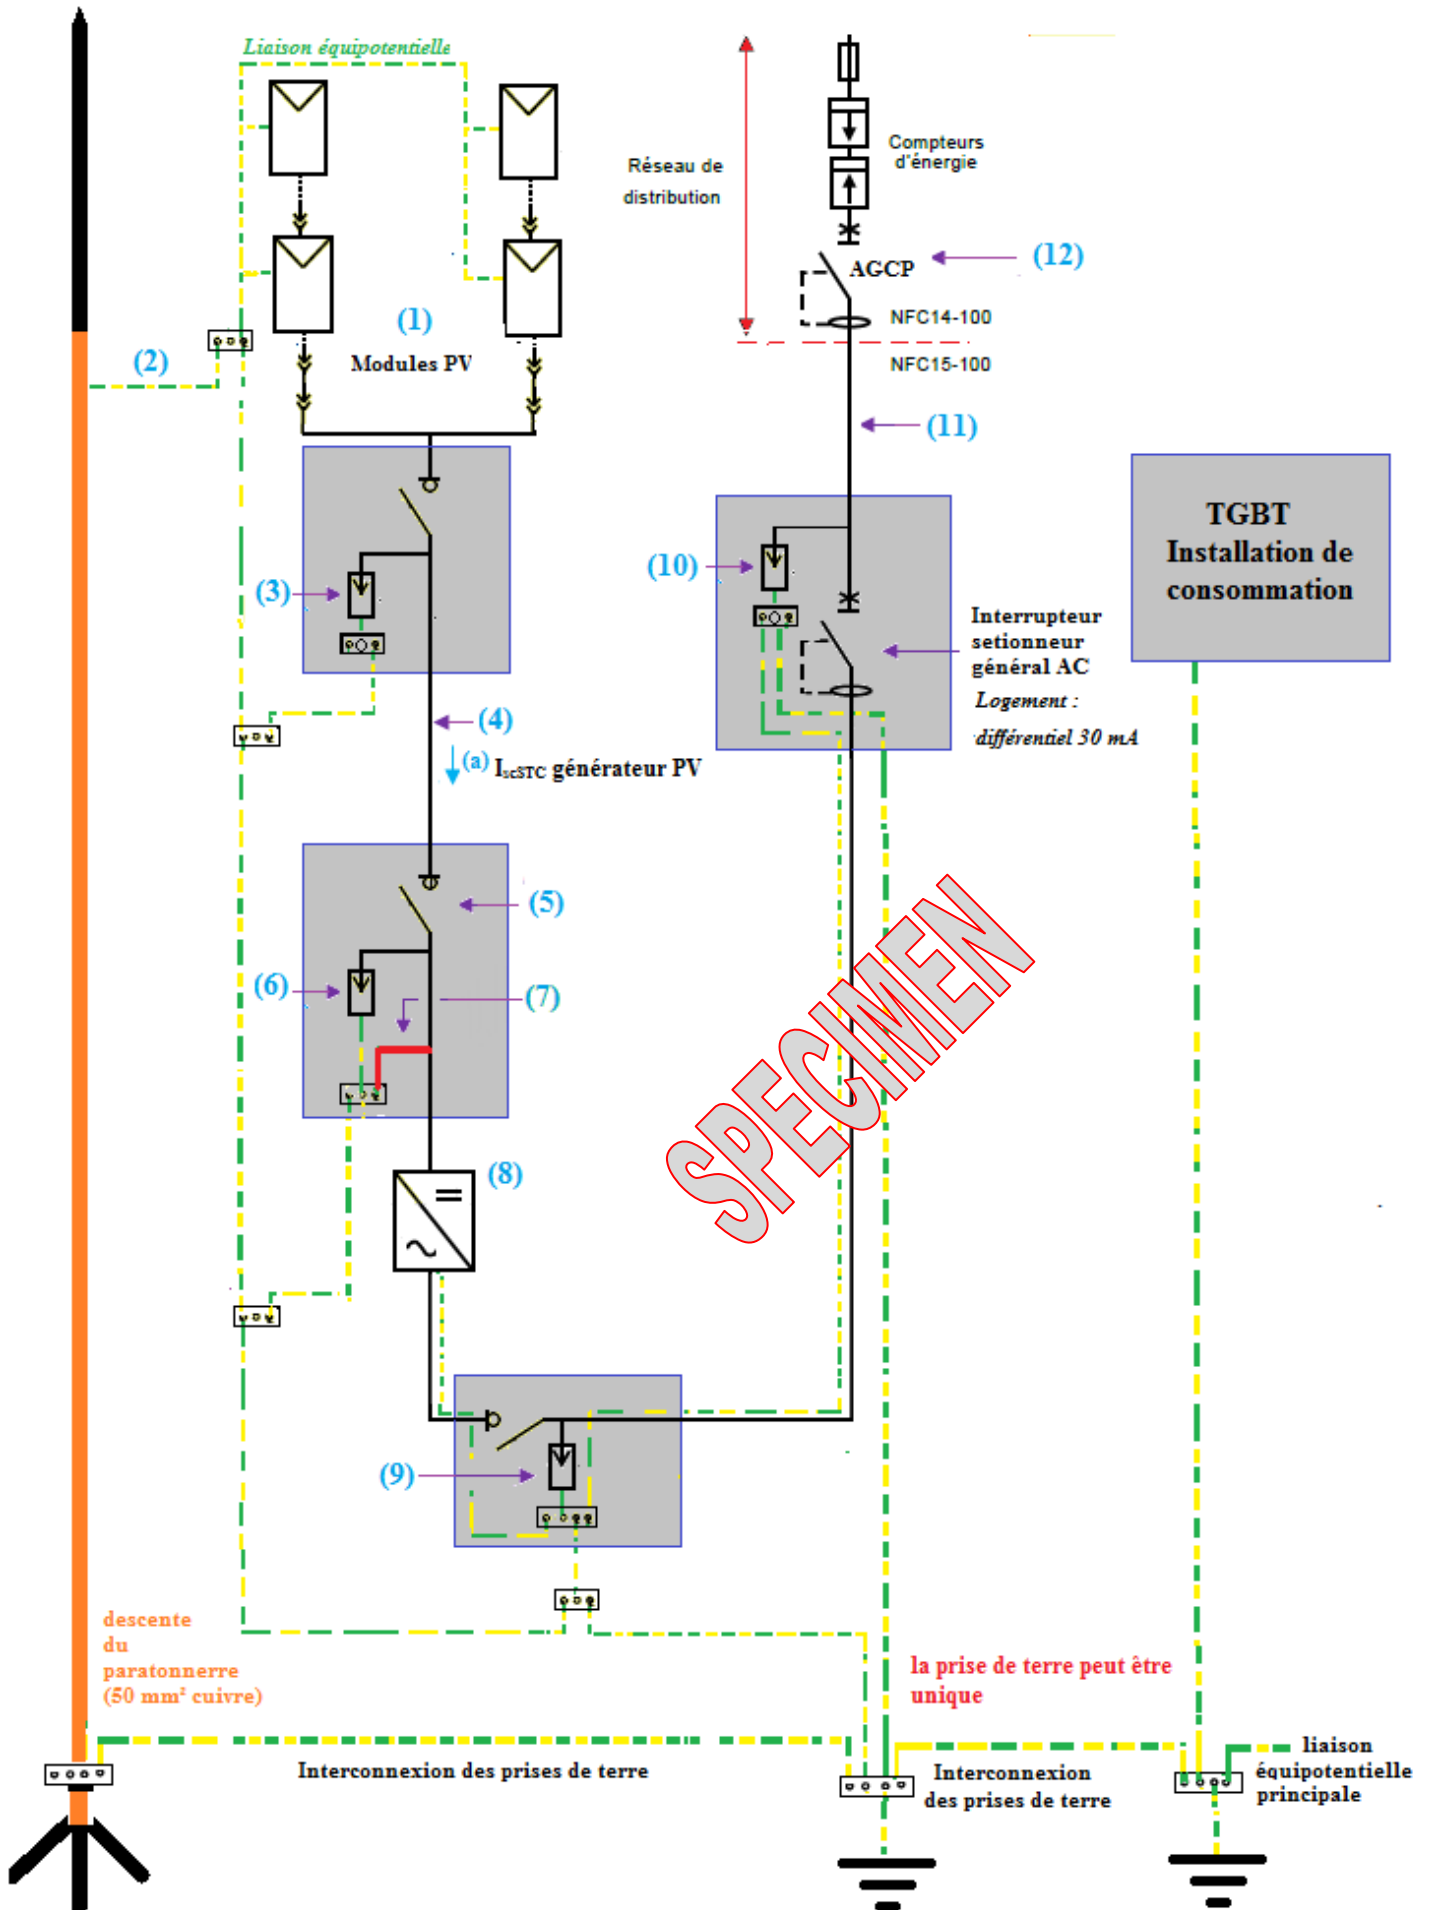 Liaison équipotentielle
Réseau de
distribution
Compteurs
d'énergie
(12)
AGCP
NFC14-100
NFC15-100
(1)
Modules PV
(2)
(11)
TGBT
Installation de
consommation
(10)
(3)
Interrupteur
setionneur
général AC
Logement :
différentiel 30 mA
(4)
(a) IscSTC générateur PV
(5)
(6)
(7)
SPECIMEN
(8)
(9)
descente
du
paratonnerre
(50 mm² cuivre)
la prise de terre peut être
unique
Interconnexion des prises de terre
Interconnexion
des prises de terre
liaison
équipotentielle
principale